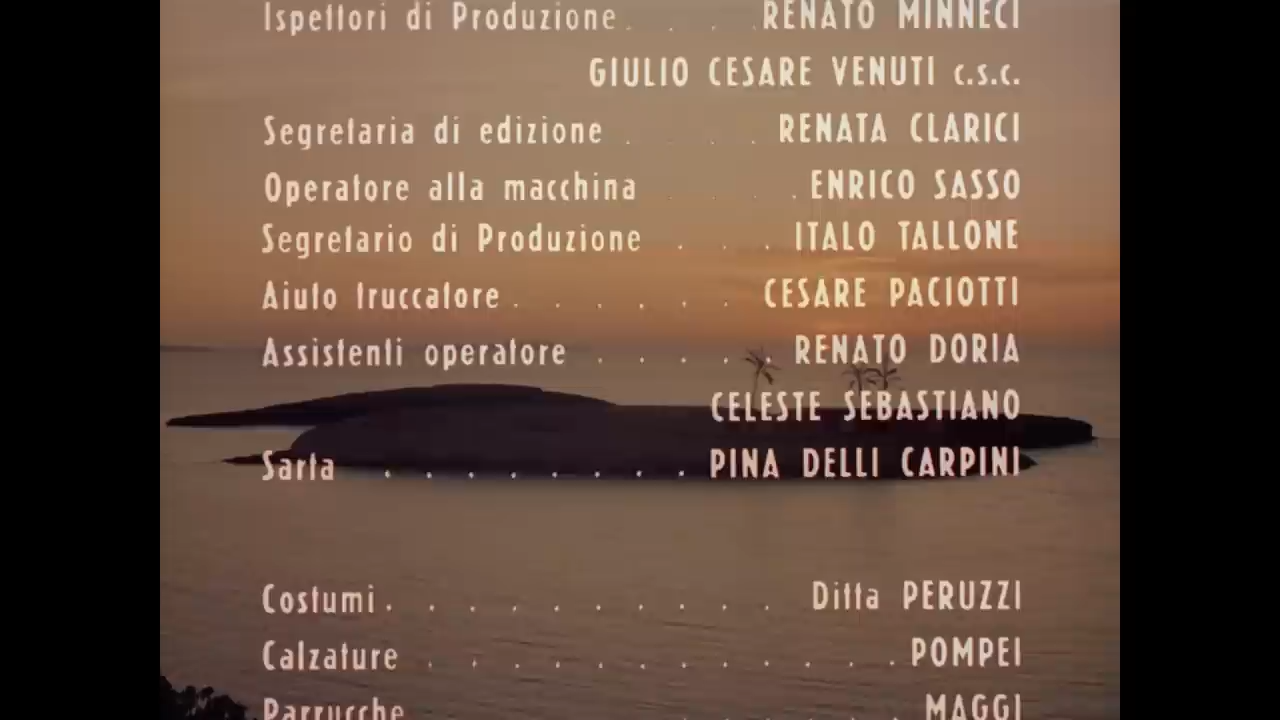 Ispettori di Produzione. . . .RENATO MINNECI
GIULIO CESARE VENUTI c.s.c.
Segretaria di edizione . . . . RENATA CLARICI
Operatore alla macchina . . . .ENRICO SASSO
Segretario di Produzione . . . ITALO TALLONE
Aiuto truccatore . . . . . . CESARE PACIOTTI
Assistenti operatore . . . . . RENATO DORIA
CELESTE SEBASTIANO
Sarta . . . . . . . . PINA DELLI CARPINI
Costumi . . . . . . . . . . Ditta PERUZZI
Calzature . . . . . . . . . . . . POMPEI
Parrucche . . . . . . MAGGI